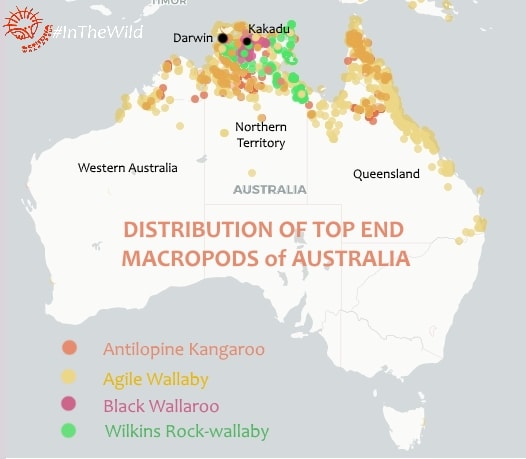 TIMOR
#InTheWild
Darwin
Kakadu
Northern
Territory
Western Australia
Queensland
AUSTRALIA
DISTRIBUTION OF TOP END
MACROPODS of AUSTRALIA
Antilopine Kangaroo
Agile Wallaby
Black Wallaroo
Wilkins Rock-wallaby